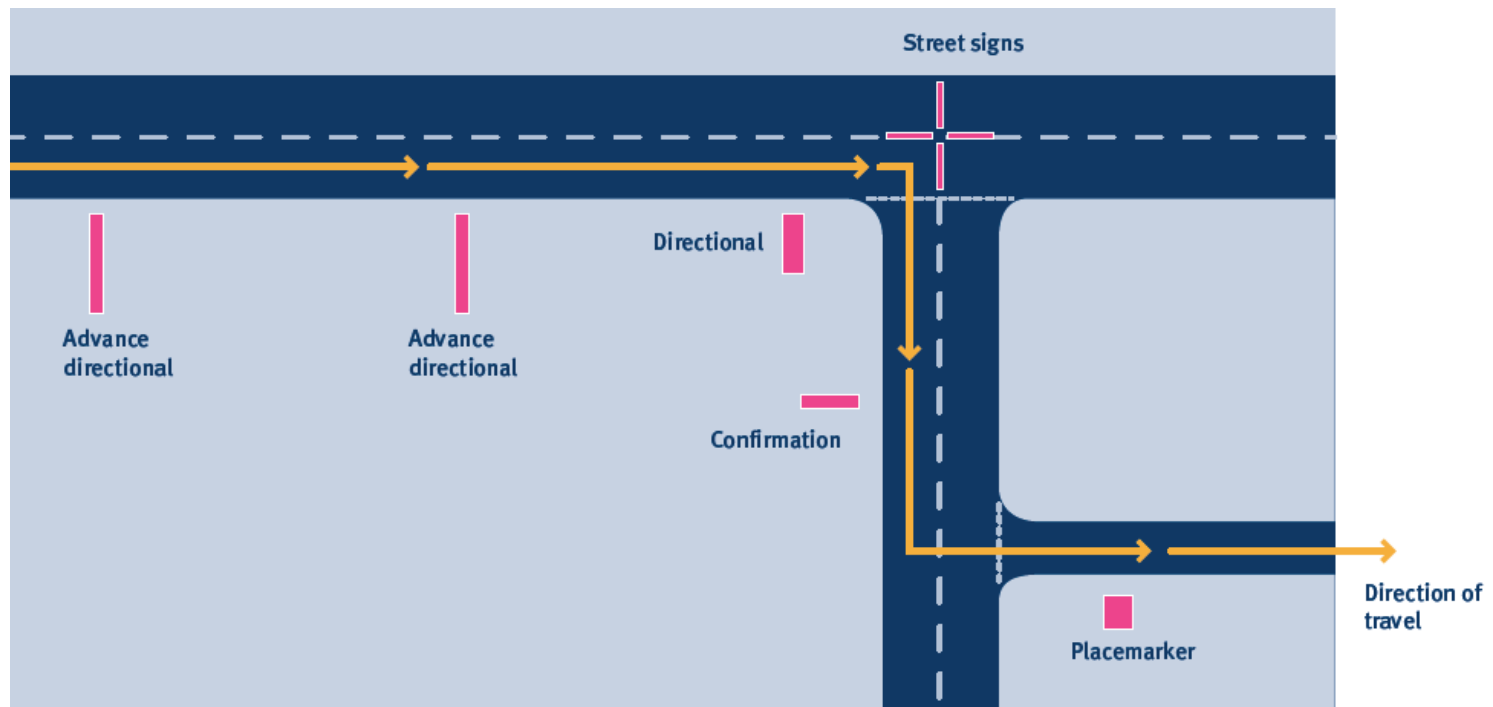 Street signs
Directional
Advance
directional
Advance
directional
Confirmation
Direction of
travel
Placemarker